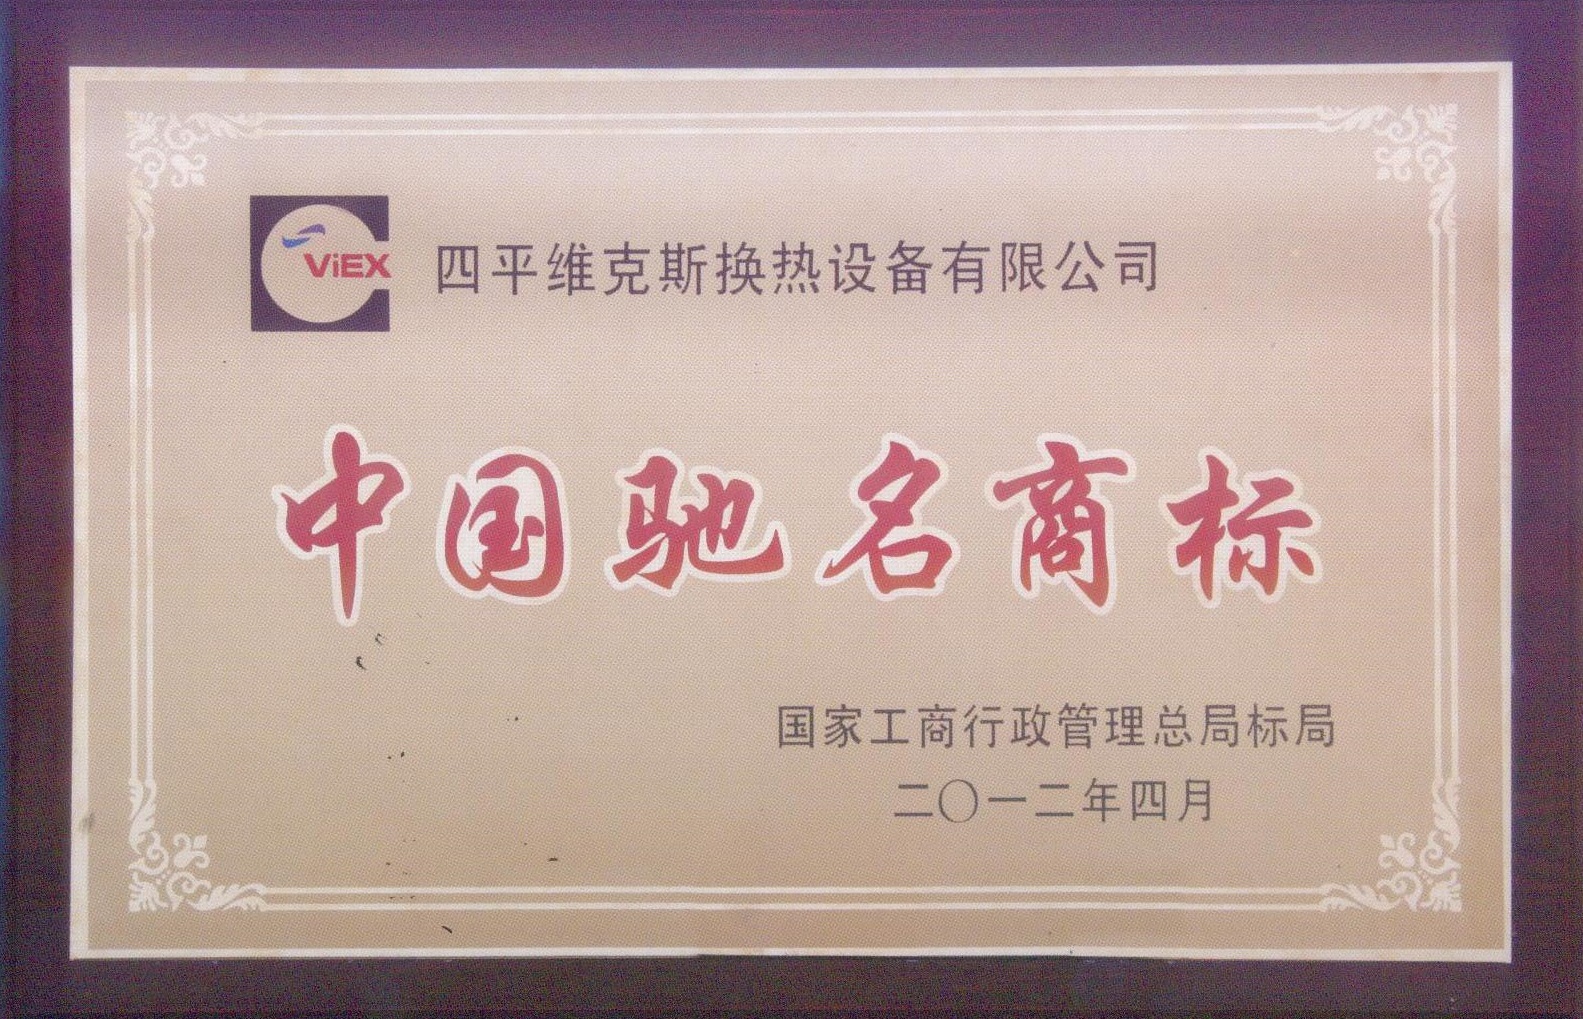 ViEX
四平维克斯换热设备有限公司
中国驰名商标
国家工商行政管理总局标局
二〇一二年四月